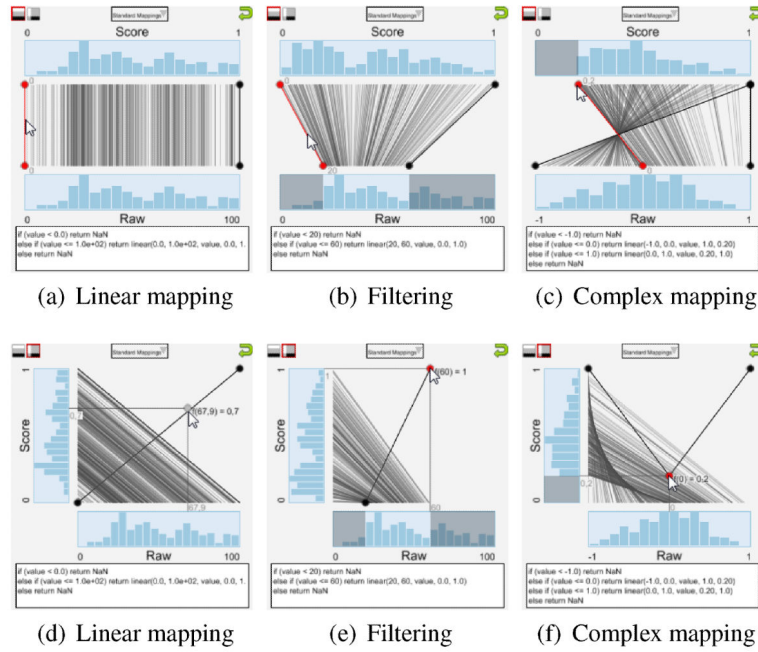 Standard Mappings
0 Score 1
0
0
0 Raw 100
if (value < 0.0) return NaN
else if (value <= 1.0e+02) return linear(0.0, 1.0e+02, value, 0.0, 1.
else return NaN
(a) Linear mapping
Standard Mappings
0 Score 1
0
20
0 Raw 100
if (value < 20) return NaN
else if (value <= 60) return linear(20, 60, value, 0.0, 1.0)
else return NaN
(b) Filtering
Standard Mappings
0 Score 1
0.2
0
-1 Raw 1
if (value < -1.0) return NaN
else if (value <= 0.0) return linear(-1.0, 0.0, value, 1.0, 0.20)
else if (value <= 1.0) return linear(0.0, 1.0, value, 0.20, 1.0)
else return NaN
(c) Complex mapping
Standard Mappings
0 Score 1
f(67,9) = 0,7
0,7
67,9
0 Raw 100
if (value < 0.0) return NaN
else if (value <= 1.0e+02) return linear(0.0, 1.0e+02, value, 0.0, 1.
else return NaN
(d) Linear mapping
Standard Mappings
0 Score 1
f(60) = 1
1
60
0 Raw 100
if (value < 20) return NaN
else if (value <= 60) return linear(20, 60, value, 0.0, 1.0)
else return NaN
(e) Filtering
Standard Mappings
0 Score 1
f(0) = 0,2
0,2
0
-1 Raw 1
if (value < -1.0) return NaN
else if (value <= 0.0) return linear(-1.0, 0.0, value, 1.0, 0.20)
else if (value <= 1.0) return linear(0.0, 1.0, value, 0.20, 1.0)
else return NaN
(f) Complex mapping